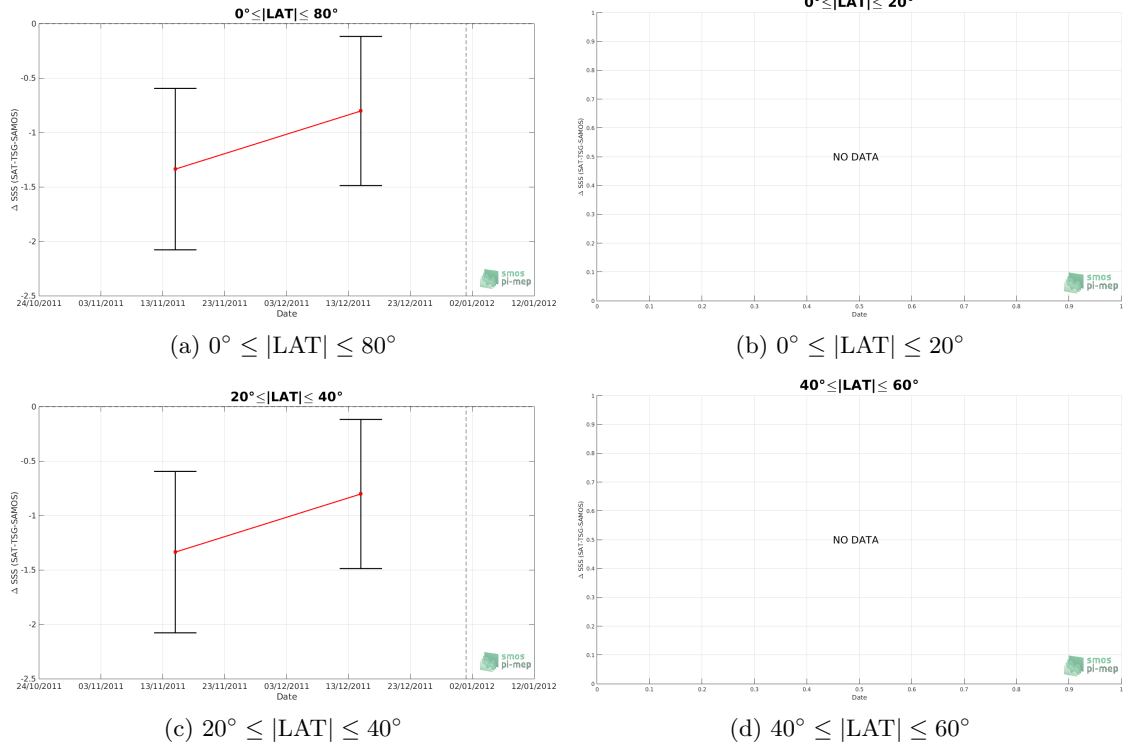 0°≤|LAT|≤ 80°
0
-0.5
-1
-1.5
-2
-2.5
Δ SSS (SAT-TSG-SAMOS)
24/10/2011 03/11/2011 13/11/2011 23/11/2011 03/12/2011 13/12/2011 23/12/2011 02/01/2012 12/01/2012
Date
smos
pi-mep
(a) 0° ≤ |LAT| ≤ 80°
0°≤|LAT|≤ 20°
1
0.9
0.8
0.7
0.6
0.5
0.4
0.3
0.2
0.1
0
Δ SSS (SAT-TSG-SAMOS)
NO DATA
0 0.1 0.2 0.3 0.4 0.5 0.6 0.7 0.8 0.9 1
Date
smos
pi-mep
(b) 0° ≤ |LAT| ≤ 20°
20°≤|LAT|≤ 40°
0
-0.5
-1
-1.5
-2
-2.5
Δ SSS (SAT-TSG-SAMOS)
24/10/2011 03/11/2011 13/11/2011 23/11/2011 03/12/2011 13/12/2011 23/12/2011 02/01/2012 12/01/2012
Date
smos
pi-mep
(c) 20° ≤ |LAT| ≤ 40°
40°≤|LAT|≤ 60°
1
0.9
0.8
0.7
0.6
0.5
0.4
0.3
0.2
0.1
0
Δ SSS (SAT-TSG-SAMOS)
NO DATA
0 0.1 0.2 0.3 0.4 0.5 0.6 0.7 0.8 0.9 1
Date
smos
pi-mep
(d) 40° ≤ |LAT| ≤ 60°